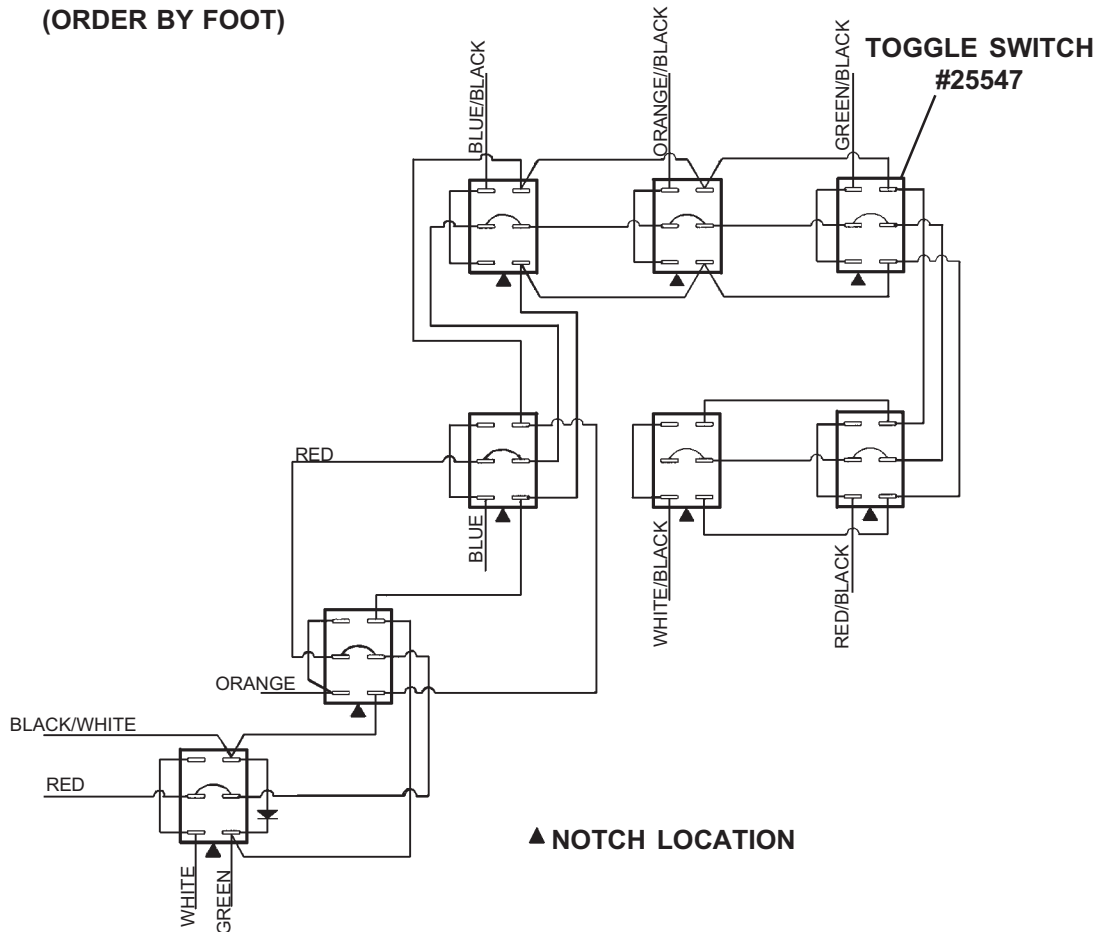 (ORDER BY FOOT)
BLUE/BLACK
ORANGE//BLACK
GREEN/BLACK
TOGGLE SWITCH
#25547
RED
BLUE
WHITE/BLACK
RED/BLACK
ORANGE
BLACK/WHITE
RED
NOTCH LOCATION
WHITE
GREEN